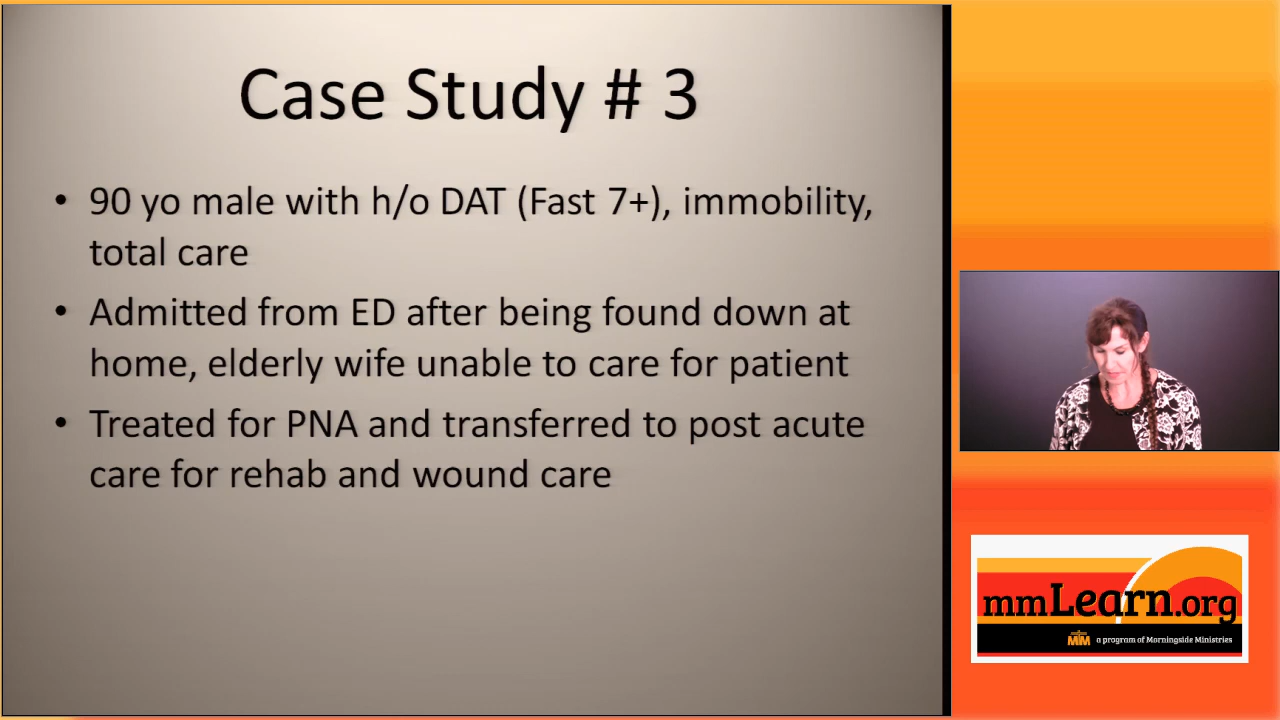 Case Study # 3
• 90 yo male with h/o DAT (Fast 7+), immobility,
total care
• Admitted from ED after being found down at
home, elderly wife unable to care for patient
• Treated for PNA and transferred to post acute
care for rehab and wound care
mmLearn.org
MM a program of Morningside Ministries